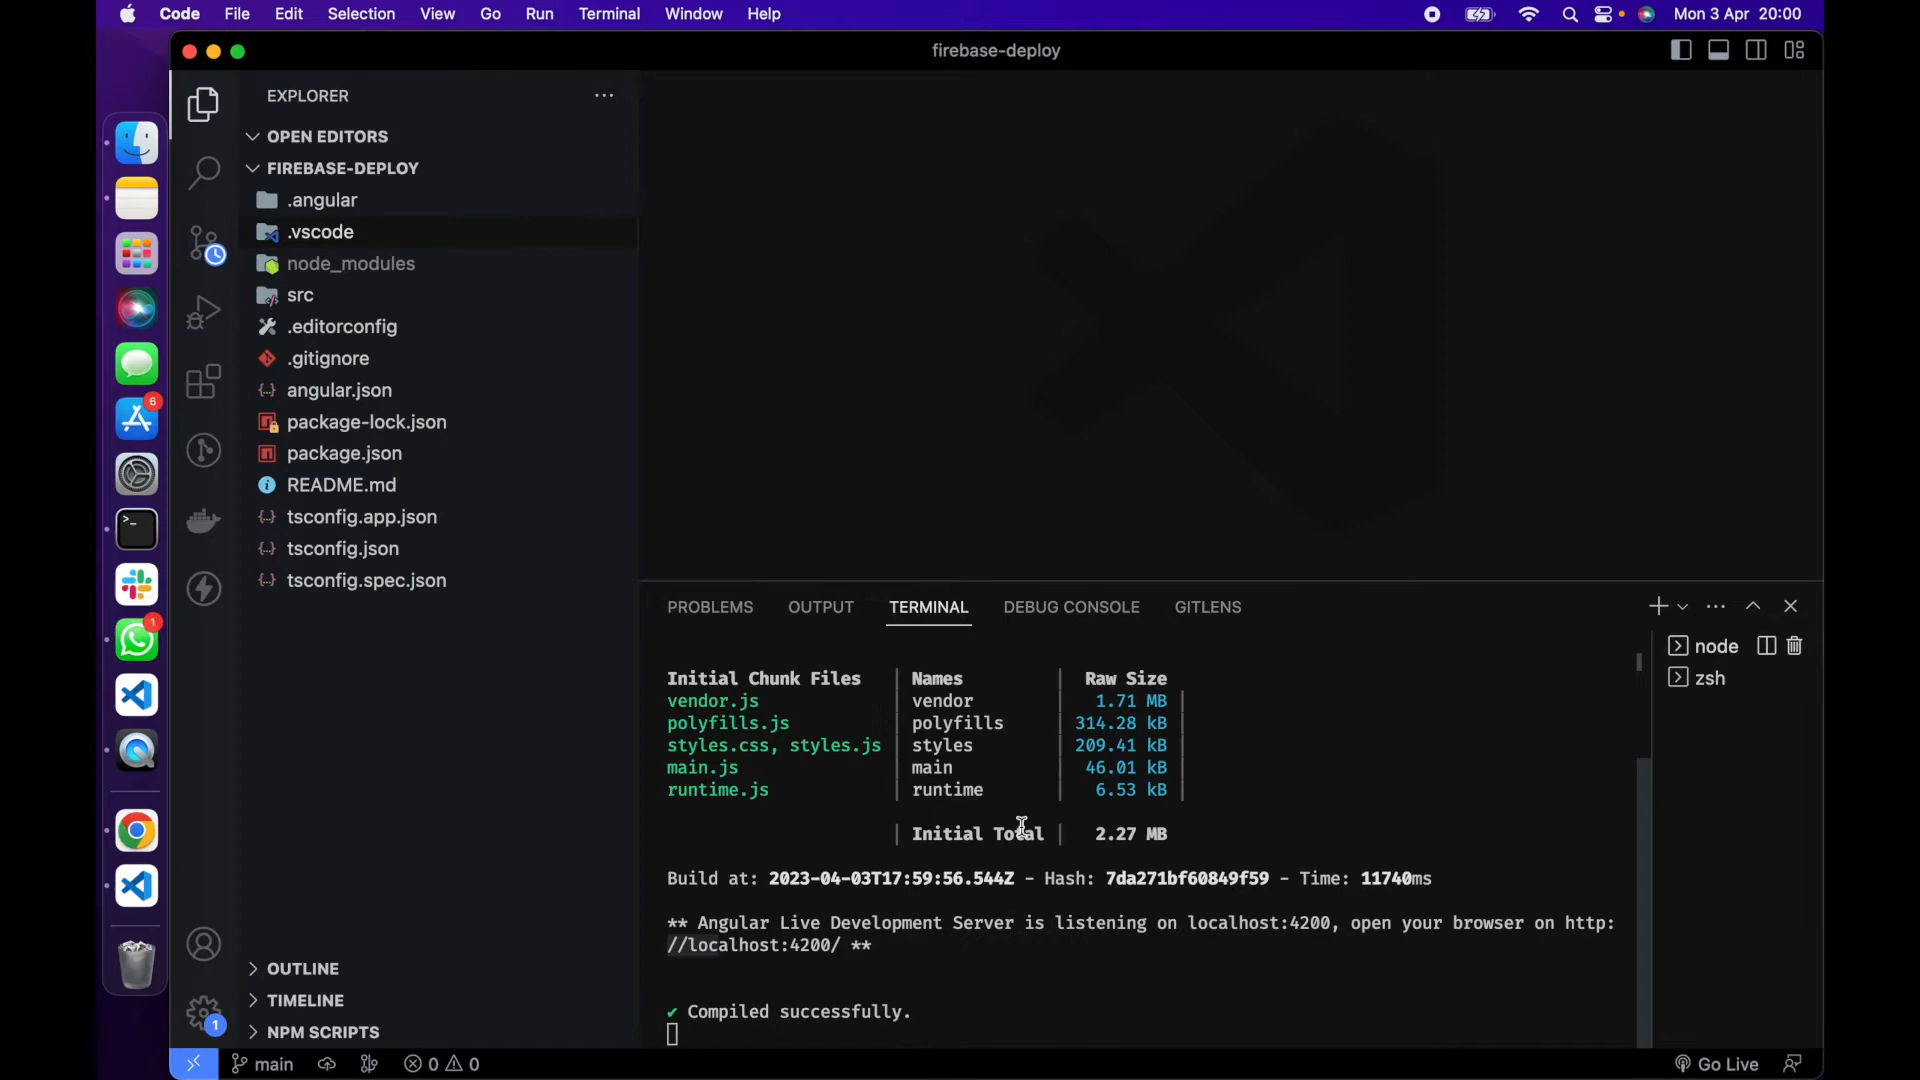 Code File Edit Selection View Go Run Terminal Window Help Mon 3 Apr 20:00
firebase-deploy
EXPLORER
OPEN EDITORS
FIREBASE-DEPLOY
.angular
.vscode
node_modules
src
.editorconfig
.gitignore
angular.json
package-lock.json
package.json
README.md
tsconfig.app.json
tsconfig.json
tsconfig.spec.json
OUTLINE
TIMELINE
NPM SCRIPTS
6
1
1
PROBLEMS OUTPUT TERMINAL DEBUG CONSOLE GITLENS
node
zsh
Initial Chunk Files | Names | Raw Size
vendor.js | vendor | 1.71 MB |
polyfills.js | polyfills | 314.28 kB |
styles.css, styles.js | styles | 209.41 kB |
main.js | main | 46.01 kB |
runtime.js | runtime | 6.53 kB |
| Initial Total | 2.27 MB
Build at: 2023-04-03T17:59:56.544Z - Hash: 7da271bf60849f59 - Time: 11740ms
** Angular Live Development Server is listening on localhost:4200, open your browser on http:
//localhost:4200/ **
✔ Compiled successfully.
main 0 0 Go Live